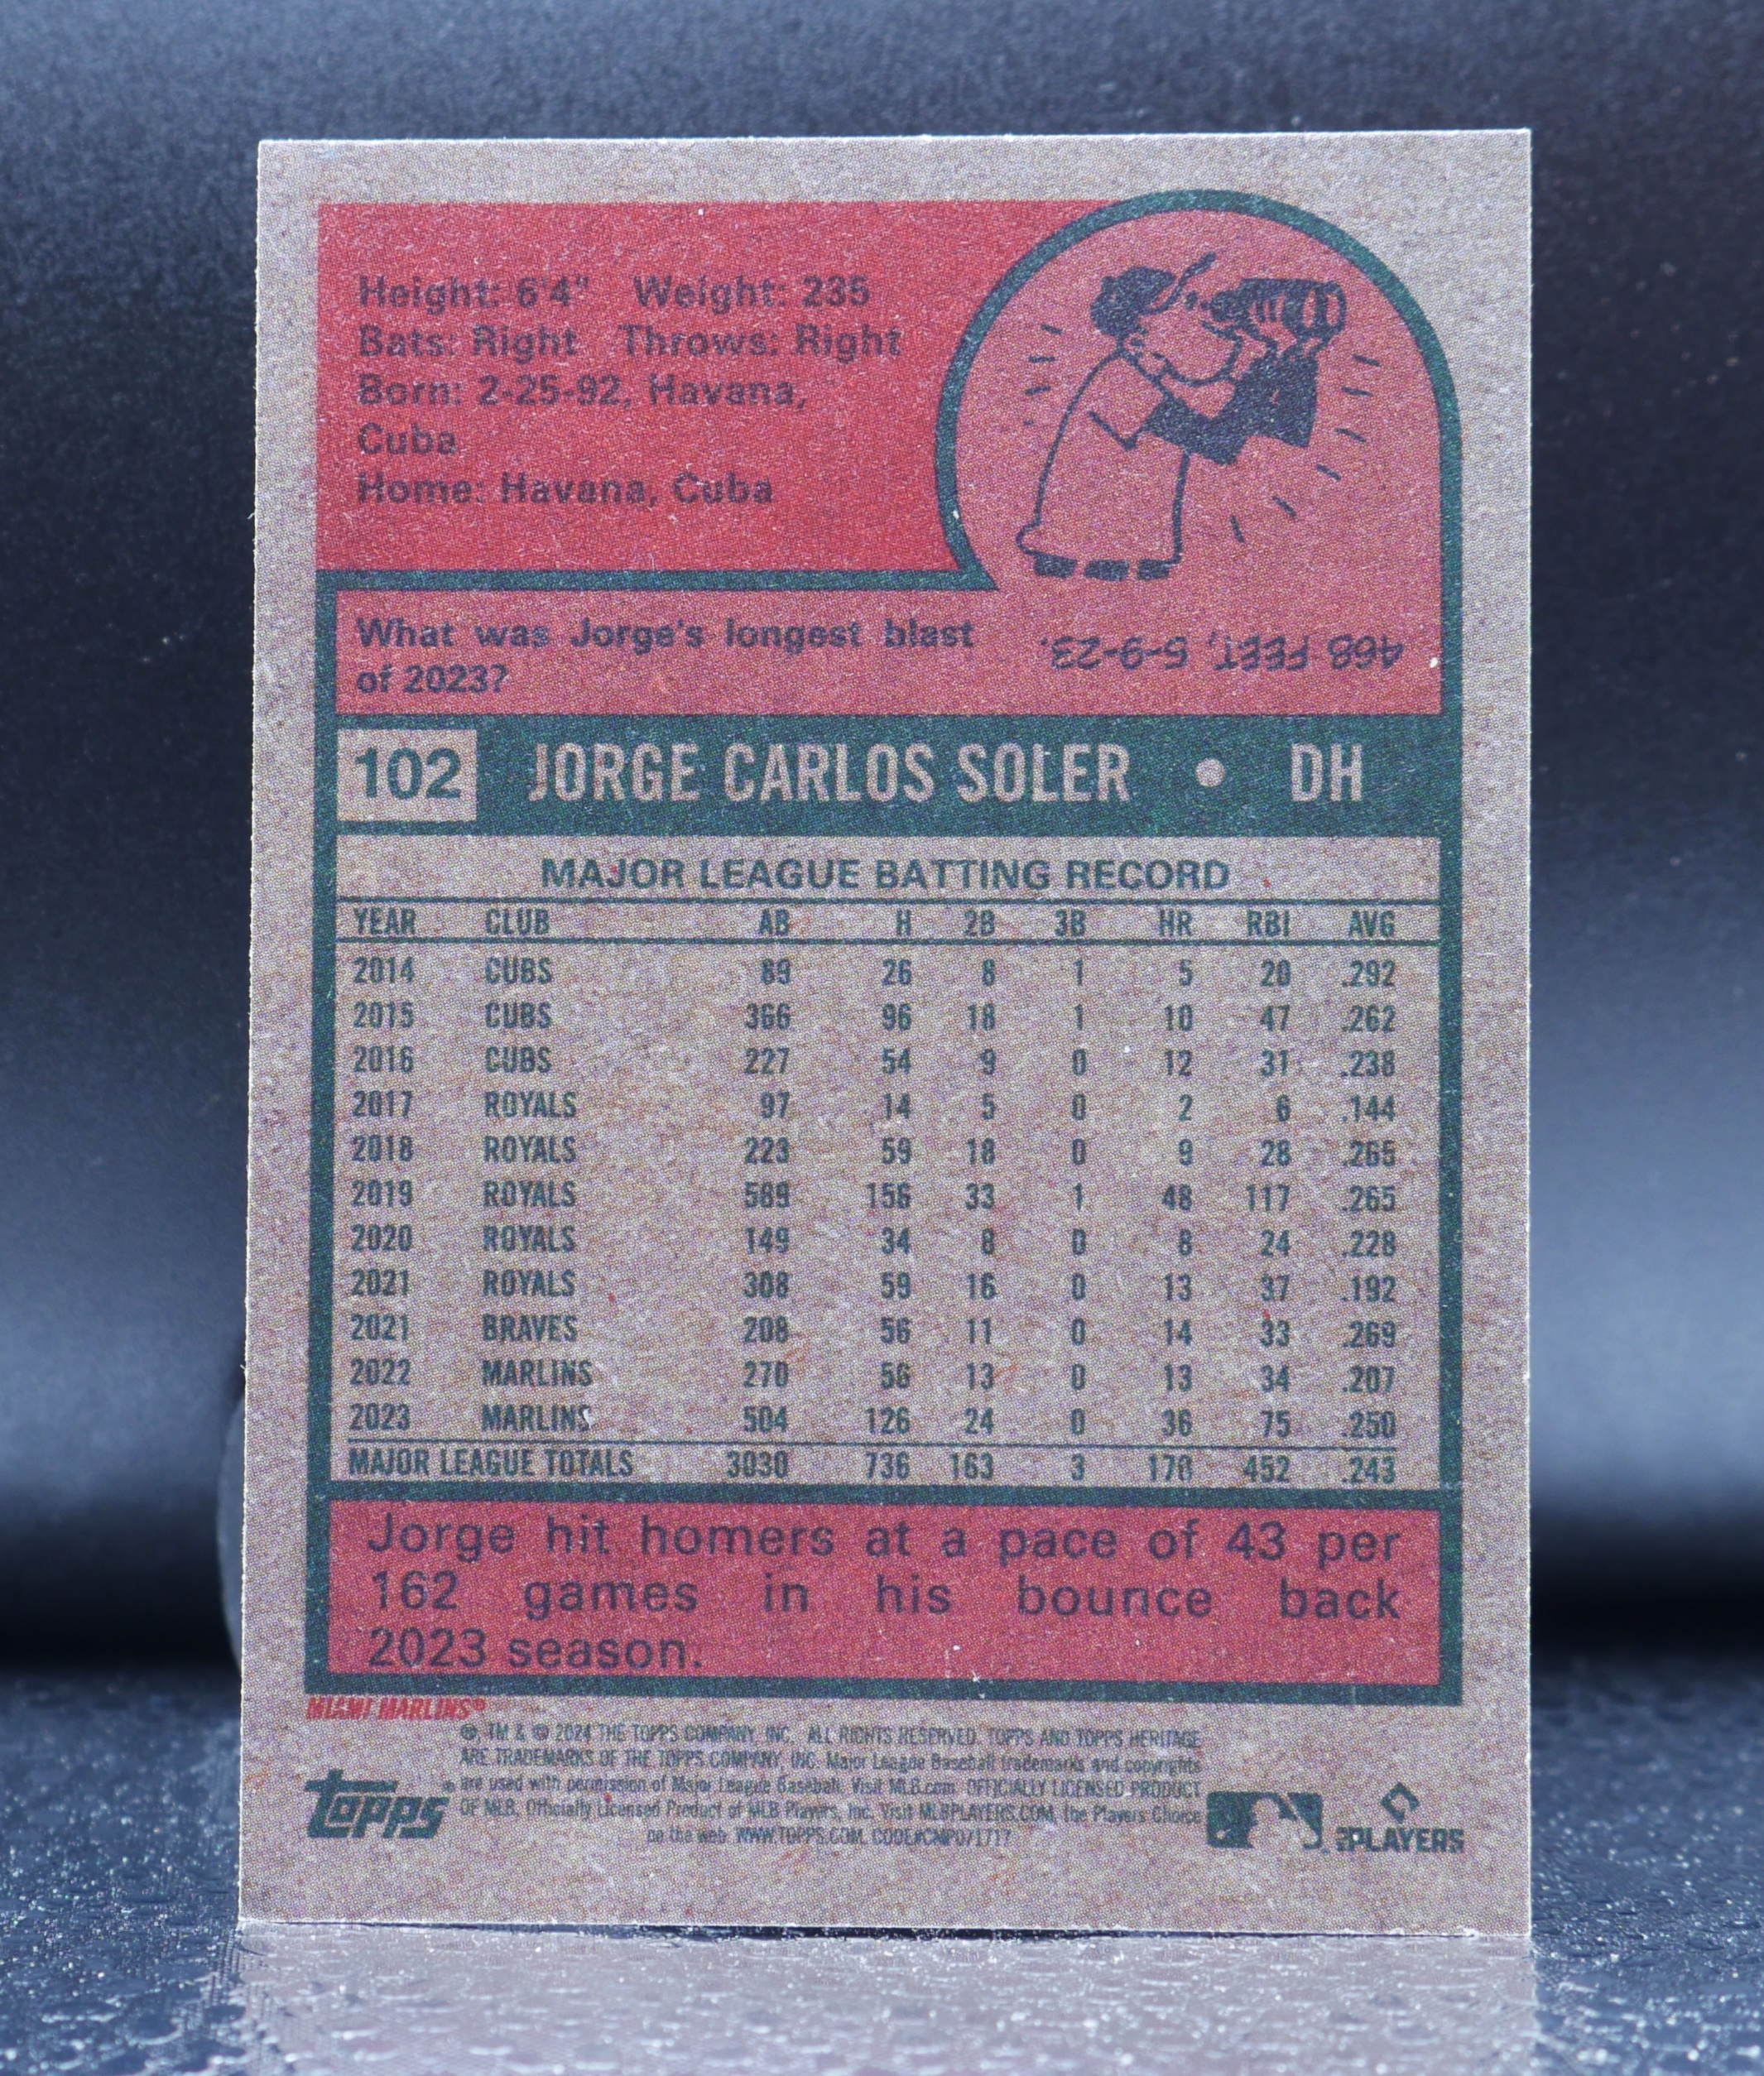 Height: 6'4" Weight: 235
Bats: Right Throws: Right
Born: 2-25-92, Havana,
Cuba
Home: Havana, Cuba
What was Jorge's longest blast
of 2023?
468 FEET, 5-9-23.
102 JORGE CARLOS SOLER • DH
MAJOR LEAGUE BATTING RECORD
YEAR CLUB AB H 2B 3B HR RBI AVG
2014 CUBS 89 26 8 1 5 20 .292
2015 CUBS 366 96 18 1 10 47 .262
2016 CUBS 227 54 9 0 12 31 .238
2017 ROYALS 97 14 5 0 2 6 .144
2018 ROYALS 223 59 18 0 9 28 .265
2019 ROYALS 589 156 33 1 48 117 .265
2020 ROYALS 149 34 8 0 8 24 .228
2021 ROYALS 308 59 16 0 13 37 .192
2021 BRAVES 208 56 11 0 14 33 .269
2022 MARLINS 270 56 13 0 13 34 .207
2023 MARLINS 504 126 24 0 36 75 .250
MAJOR LEAGUE TOTALS 3030 736 163 3 170 452 .243
Jorge hit homers at a pace of 43 per
162 games in his bounce back
2023 season.
MIAMI MARLINS®
®, TM & © 2024 THE TOPPS COMPANY, INC. ALL RIGHTS RESERVED. TOPPS AND TOPPS HERITAGE
ARE TRADEMARKS OF THE TOPPS COMPANY, INC. Major League Baseball trademarks and copyrights
are used with permission of Major League Baseball. Visit MLB.com. OFFICIALLY LICENSED PRODUCT
OF MLB. Officially Licensed Product of MLB Players, Inc. Visit MLBPLAYERS.COM, the Players Choice
on the web. WWW.TOPPS.COM. CODE#CMP071717
topps®
PLAYERS